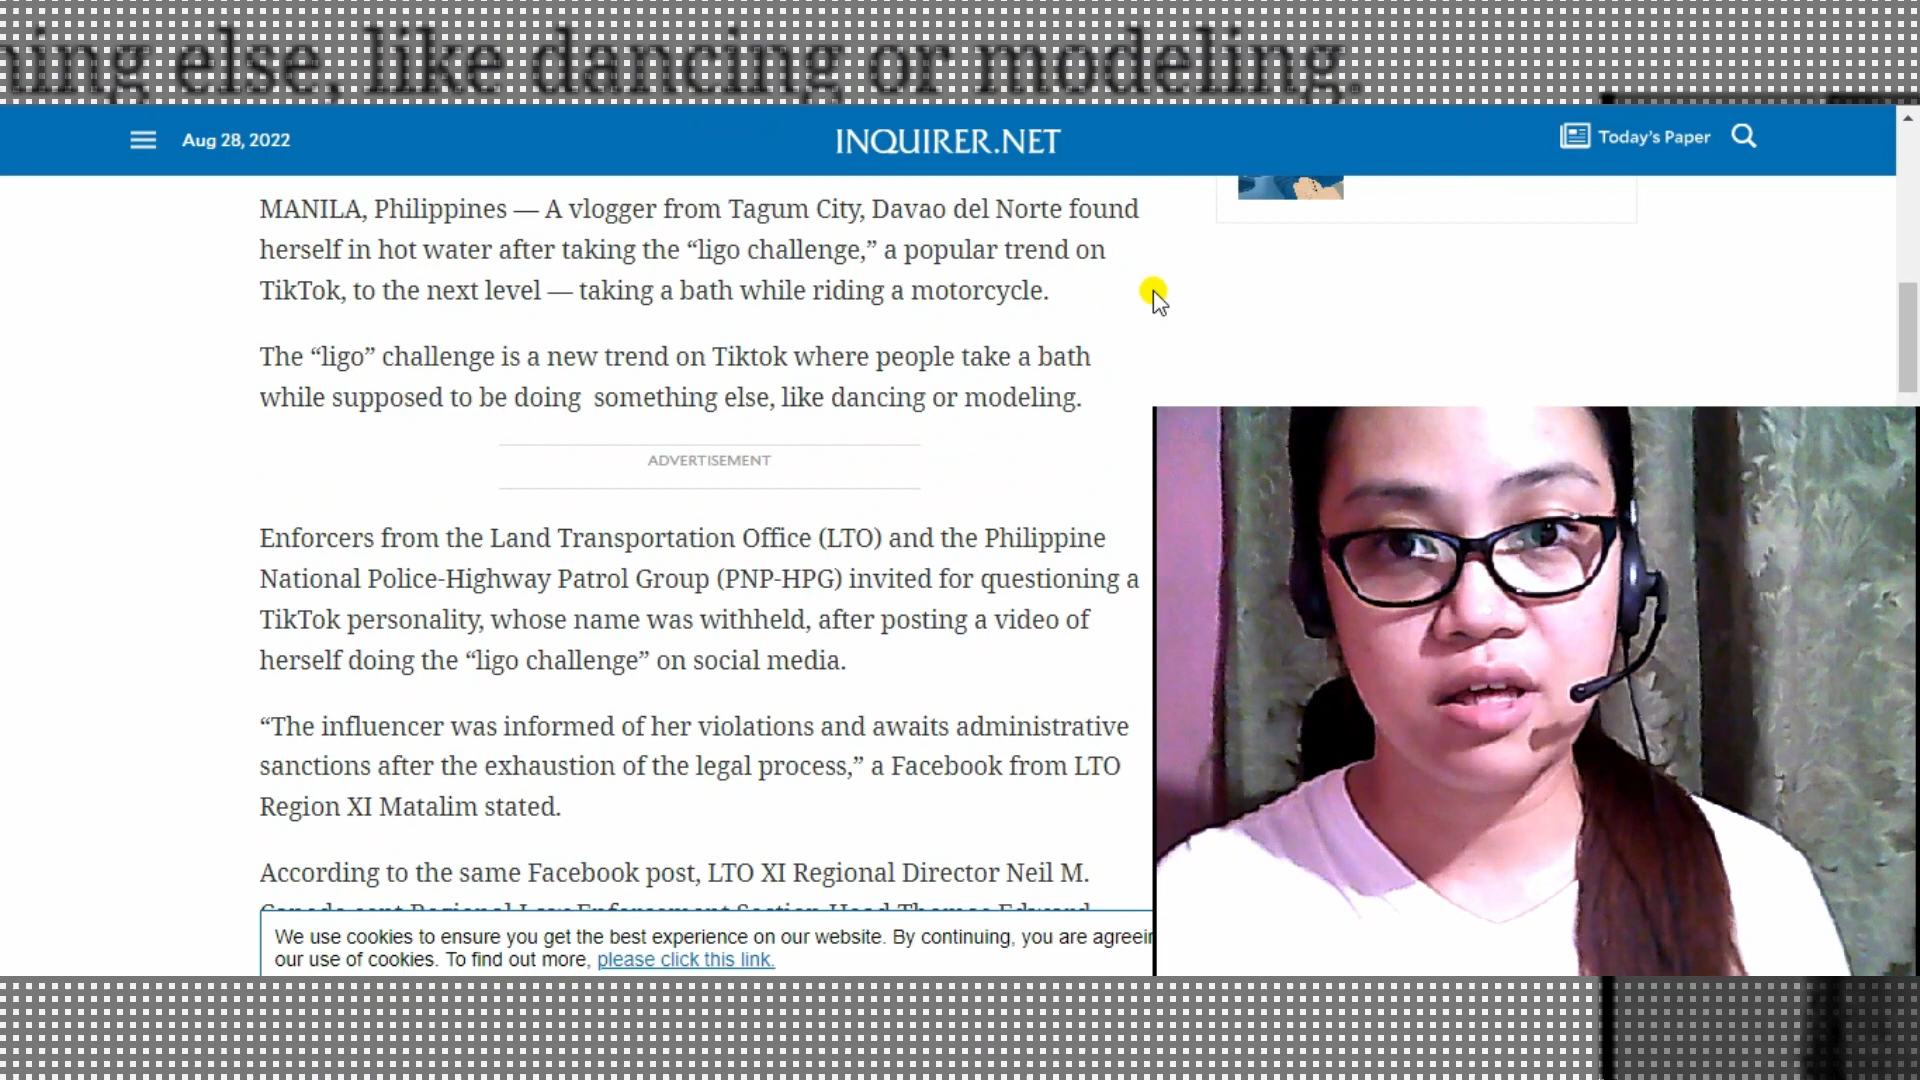 ning else, like dancing or modeling.
Aug 28, 2022
INQUIRER.NET
Today's Paper
MANILA, Philippines — A vlogger from Tagum City, Davao del Norte found
herself in hot water after taking the “ligo challenge,” a popular trend on
TikTok, to the next level — taking a bath while riding a motorcycle.
The “ligo” challenge is a new trend on Tiktok where people take a bath
while supposed to be doing  something else, like dancing or modeling.
ADVERTISEMENT
Enforcers from the Land Transportation Office (LTO) and the Philippine
National Police-Highway Patrol Group (PNP-HPG) invited for questioning a
TikTok personality, whose name was withheld, after posting a video of
herself doing the “ligo challenge” on social media.
“The influencer was informed of her violations and awaits administrative
sanctions after the exhaustion of the legal process,” a Facebook from LTO
Region XI Matalim stated.
According to the same Facebook post, LTO XI Regional Director Neil M.
We use cookies to ensure you get the best experience on our website. By continuing, you are agreein
our use of cookies. To find out more, please click this link.